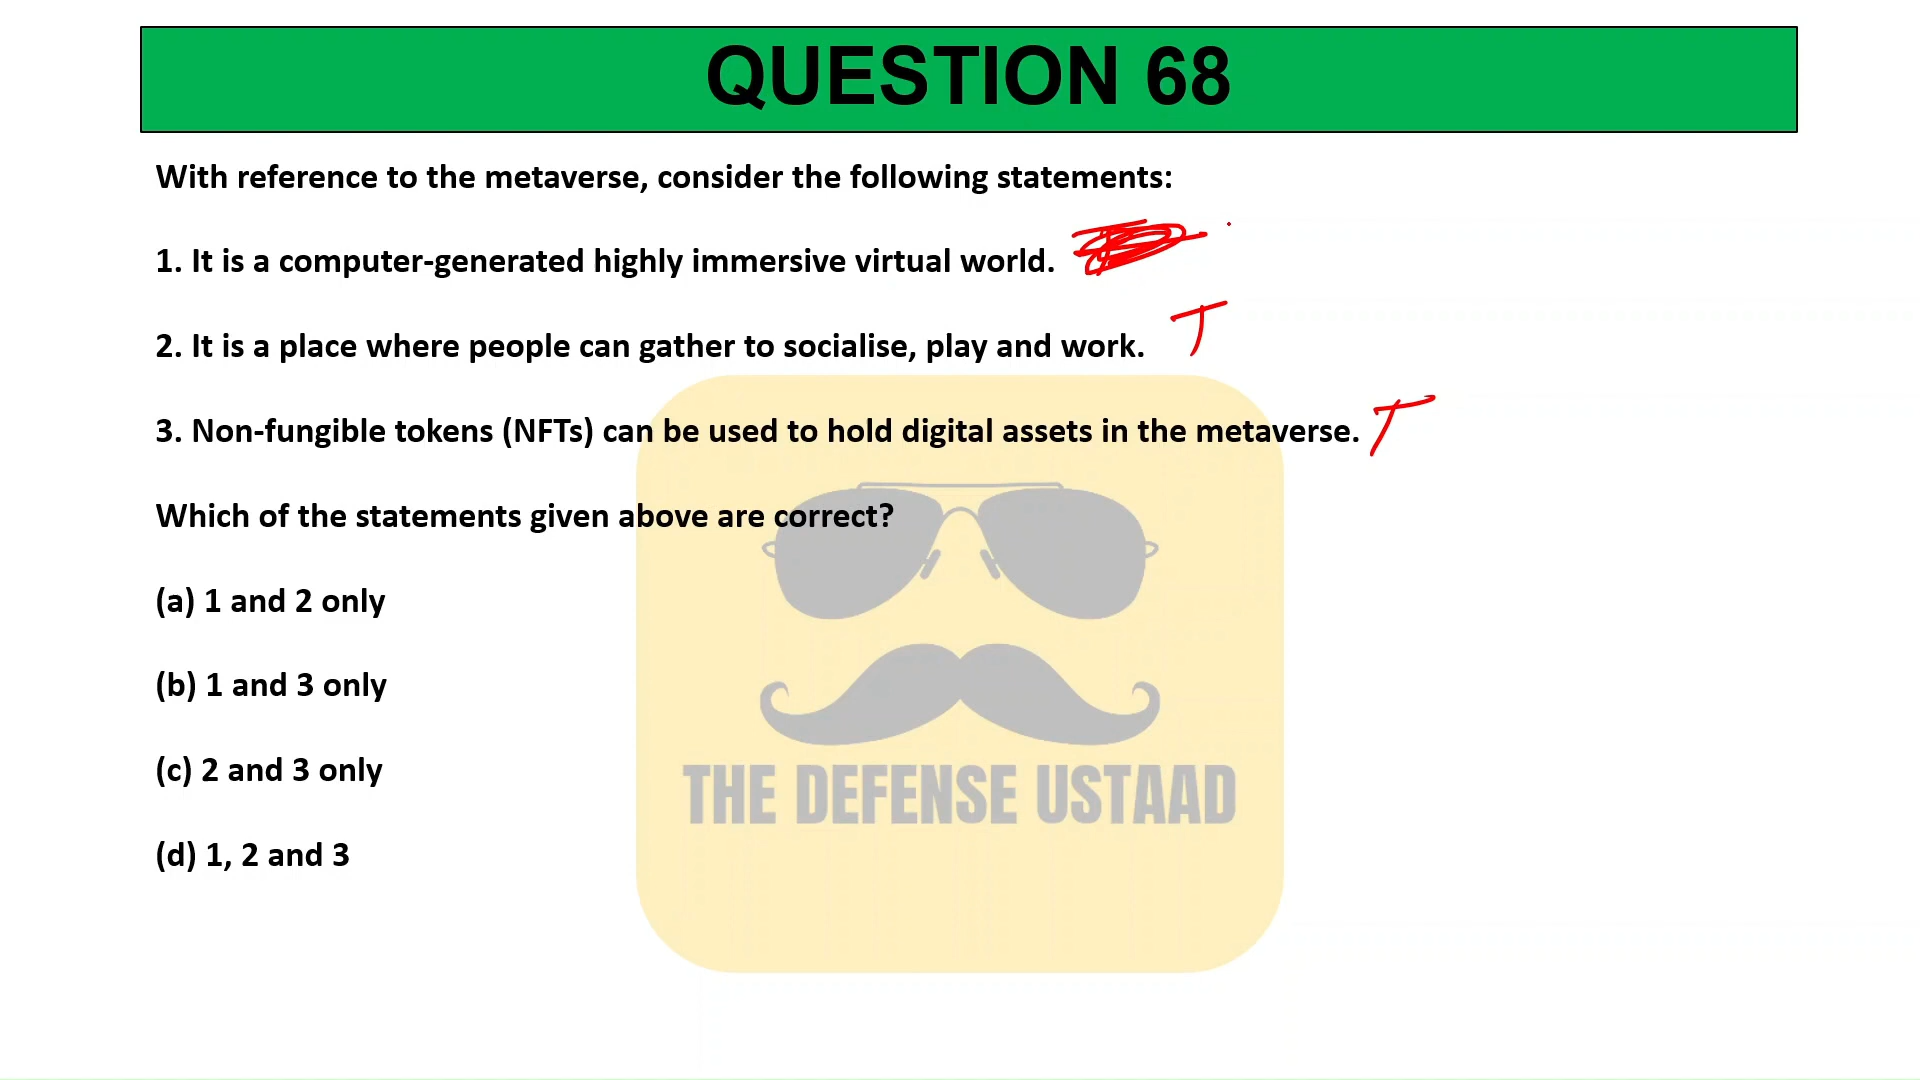 QUESTION 68
With reference to the metaverse, consider the following statements:
1. It is a computer-generated highly immersive virtual world.
2. It is a place where people can gather to socialise, play and work. T
3. Non-fungible tokens (NFTs) can be used to hold digital assets in the metaverse. T
Which of the statements given above are correct?
(a) 1 and 2 only
(b) 1 and 3 only
(c) 2 and 3 only
(d) 1, 2 and 3
THE DEFENSE USTAAD